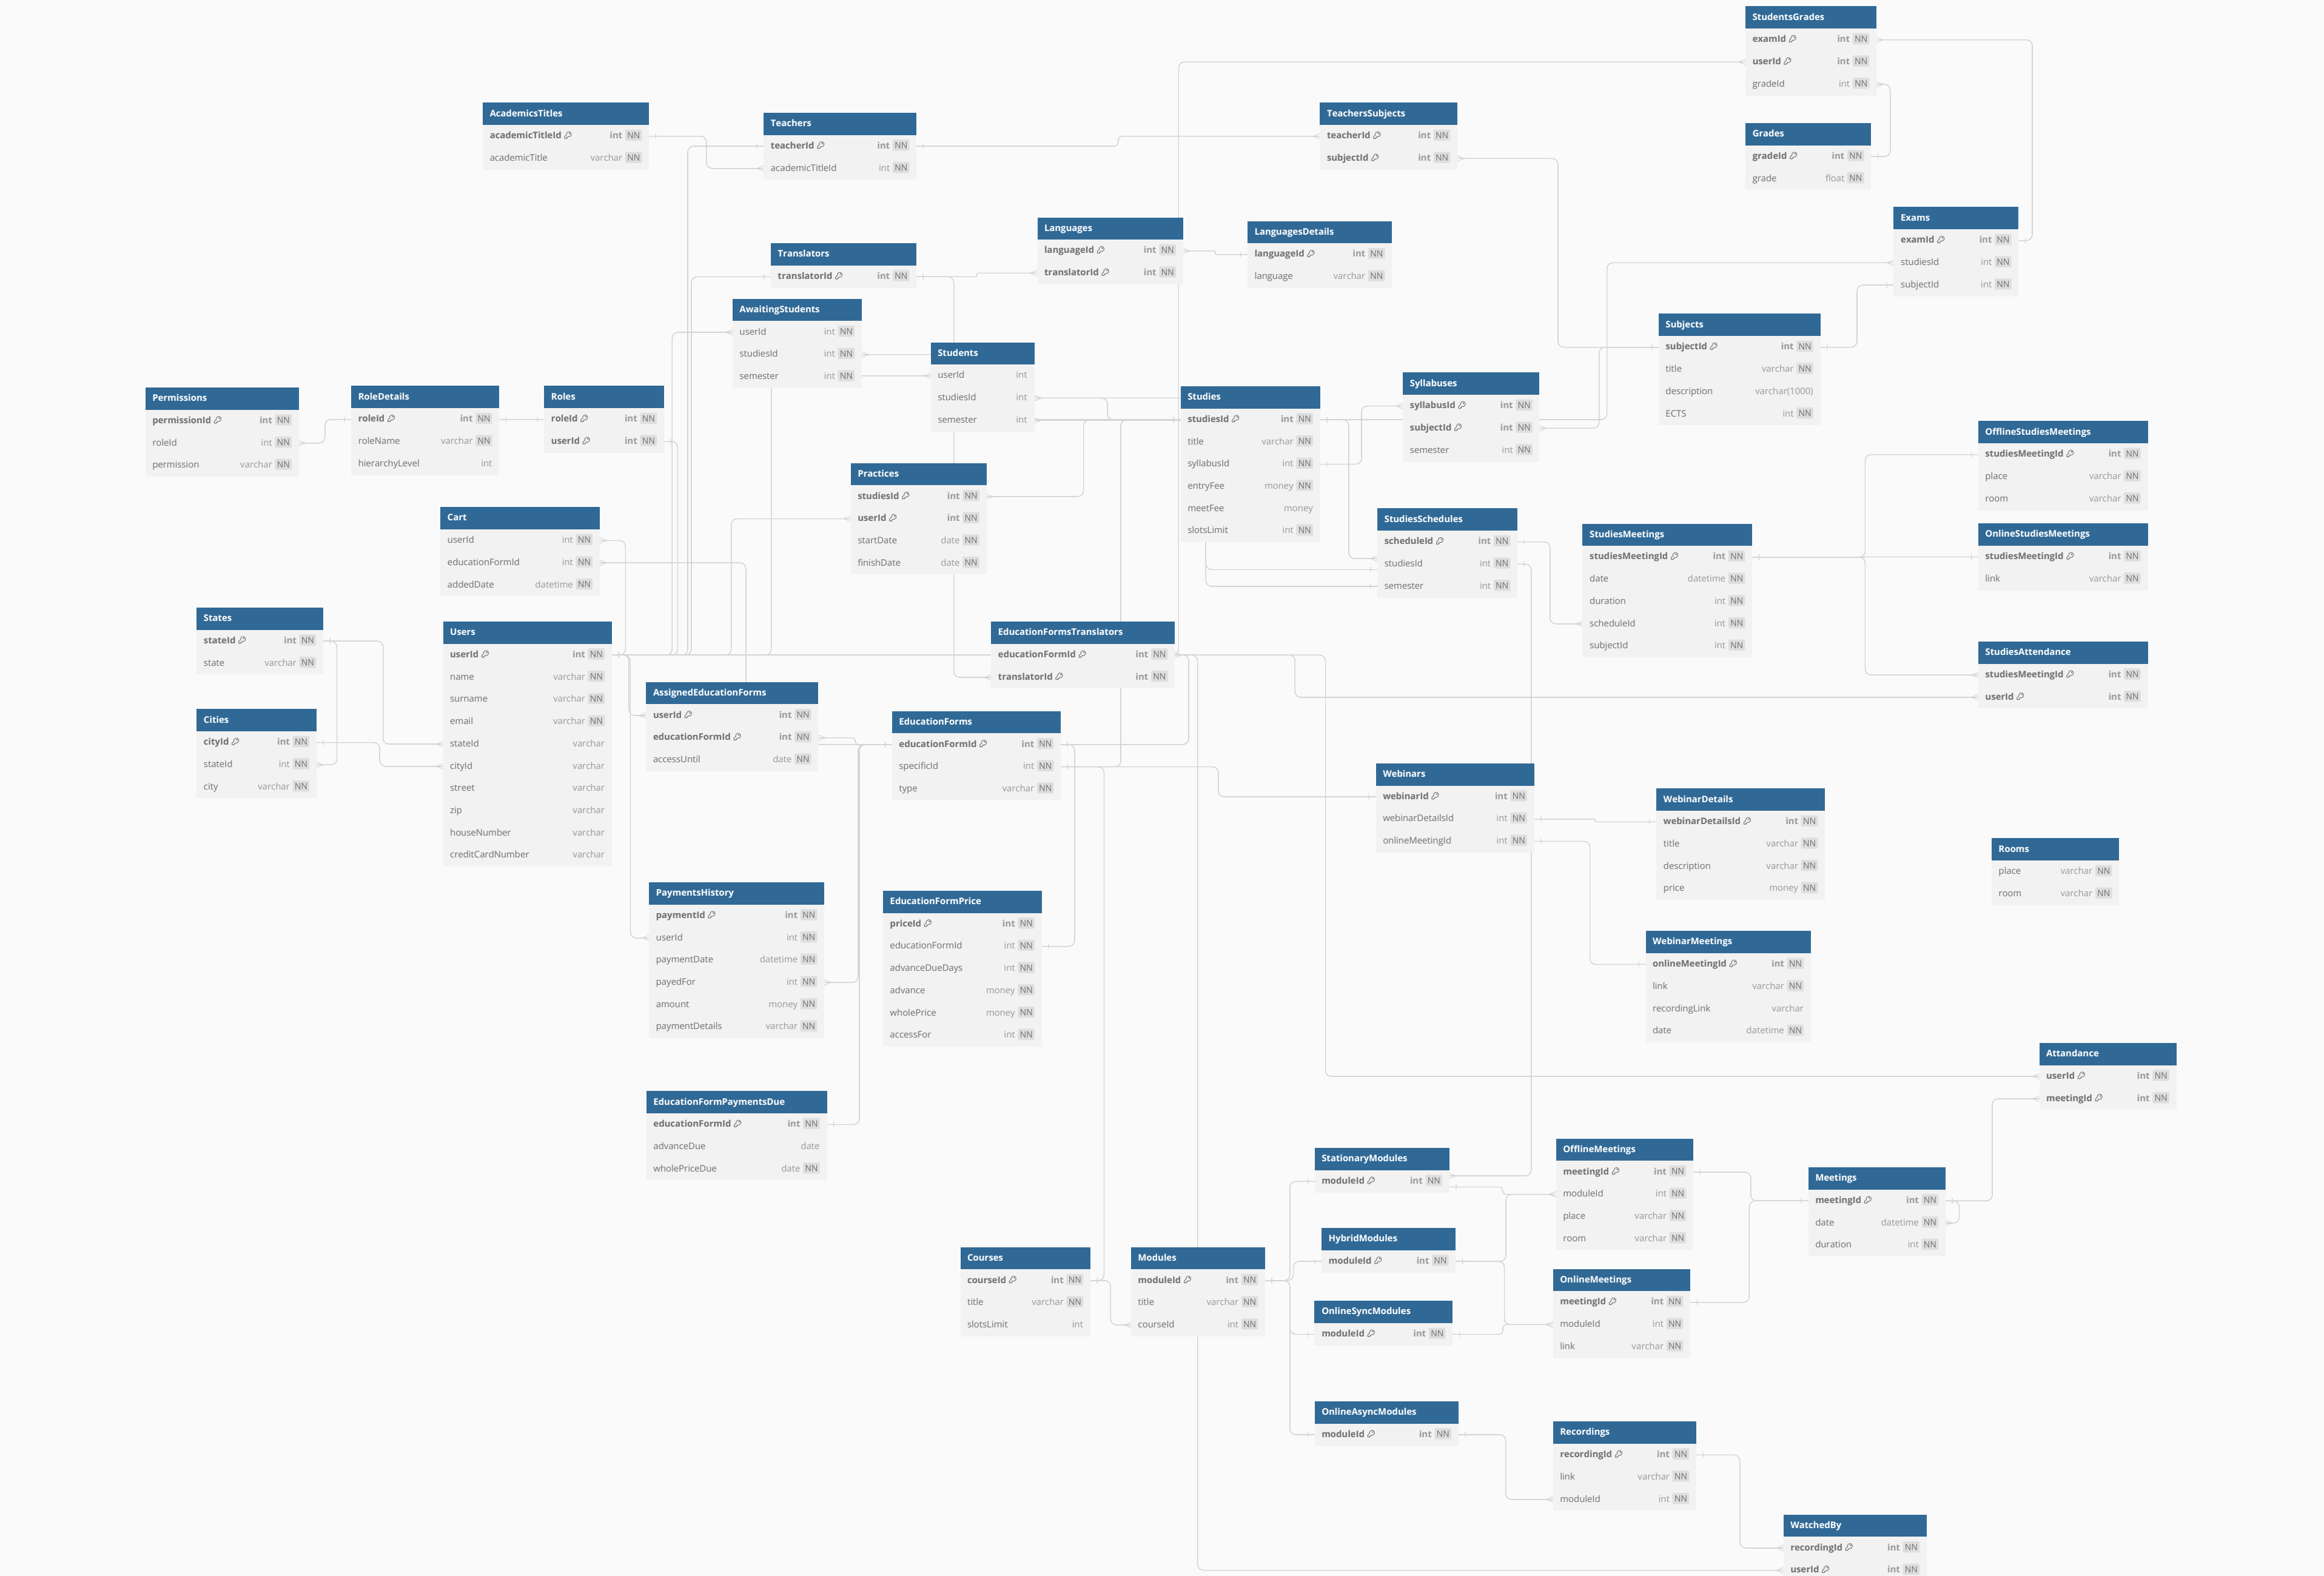 StudentsGrades
examId int NN
userId int NN
gradeId int NN
AcademicsTitles
academicTitleId int NN
academicTitle varchar NN
Teachers
teacherId int NN
academicTitleId int NN
TeachersSubjects
teacherId int NN
subjectId int NN
Grades
gradeId int NN
grade float NN
Exams
examId int NN
studiesId int NN
subjectId int NN
Translators
translatorId int NN
Languages
languageId int NN
translatorId int NN
LanguagesDetails
languageId int NN
language varchar NN
AwaitingStudents
userId int NN
studiesId int NN
semester int NN
Students
userId int
studiesId int
semester int
Subjects
subjectId int NN
title varchar NN
description varchar(1000)
ECTS int NN
Permissions
permissionId int NN
roleId int NN
permission varchar NN
RoleDetails
roleId int NN
roleName varchar NN
hierarchyLevel int
Roles
roleId int NN
userId int NN
Studies
studiesId int NN
title varchar NN
syllabusId int NN
entryFee money NN
meetFee money
slotsLimit int NN
Syllabuses
syllabusId int NN
subjectId int NN
semester int NN
OfflineStudiesMeetings
studiesMeetingId int NN
place varchar NN
room varchar NN
Practices
studiesId int NN
userId int NN
startDate date NN
finishDate date NN
Cart
userId int NN
educationFormId int NN
addedDate datetime NN
StudiesSchedules
scheduleId int NN
studiesId int NN
semester int NN
StudiesMeetings
studiesMeetingId int NN
date datetime NN
duration int NN
scheduleId int NN
subjectId int NN
OnlineStudiesMeetings
studiesMeetingId int NN
link varchar NN
States
stateId int NN
state varchar NN
Users
userId int NN
name varchar NN
surname varchar NN
email varchar NN
stateId varchar
cityId varchar
street varchar
zip varchar
houseNumber varchar
creditCardNumber varchar
EducationFormsTranslators
educationFormId int NN
translatorId int NN
StudiesAttendance
studiesMeetingId int NN
userId int NN
Cities
cityId int NN
stateId int NN
city varchar NN
AssignedEducationForms
userId int NN
educationFormId int NN
accessUntil date NN
EducationForms
educationFormId int NN
specificId int NN
type varchar NN
Webinars
webinarId int NN
webinarDetailsId int NN
onlineMeetingId int NN
WebinarDetails
webinarDetailsId int NN
title varchar NN
description varchar NN
price money NN
Rooms
place varchar NN
room varchar NN
PaymentsHistory
paymentId int NN
userId int NN
paymentDate datetime NN
payedFor int NN
amount money NN
paymentDetails varchar NN
EducationFormPrice
priceId int NN
educationFormId int NN
advanceDueDays int NN
advance money NN
wholePrice money NN
accessFor int NN
WebinarMeetings
onlineMeetingId int NN
link varchar NN
recordingLink varchar
date datetime NN
Attandance
userId int NN
meetingId int NN
EducationFormPaymentsDue
educationFormId int NN
advanceDue date
wholePriceDue date NN
StationaryModules
moduleId int NN
OfflineMeetings
meetingId int NN
moduleId int NN
place varchar NN
room varchar NN
Meetings
meetingId int NN
date datetime NN
duration int NN
HybridModules
moduleId int NN
Courses
courseId int NN
title varchar NN
slotsLimit int
Modules
moduleId int NN
title varchar NN
courseId int NN
OnlineMeetings
meetingId int NN
moduleId int NN
link varchar NN
OnlineSyncModules
moduleId int NN
OnlineAsyncModules
moduleId int NN
Recordings
recordingId int NN
link varchar NN
moduleId int NN
WatchedBy
recordingId int NN
userId int NN